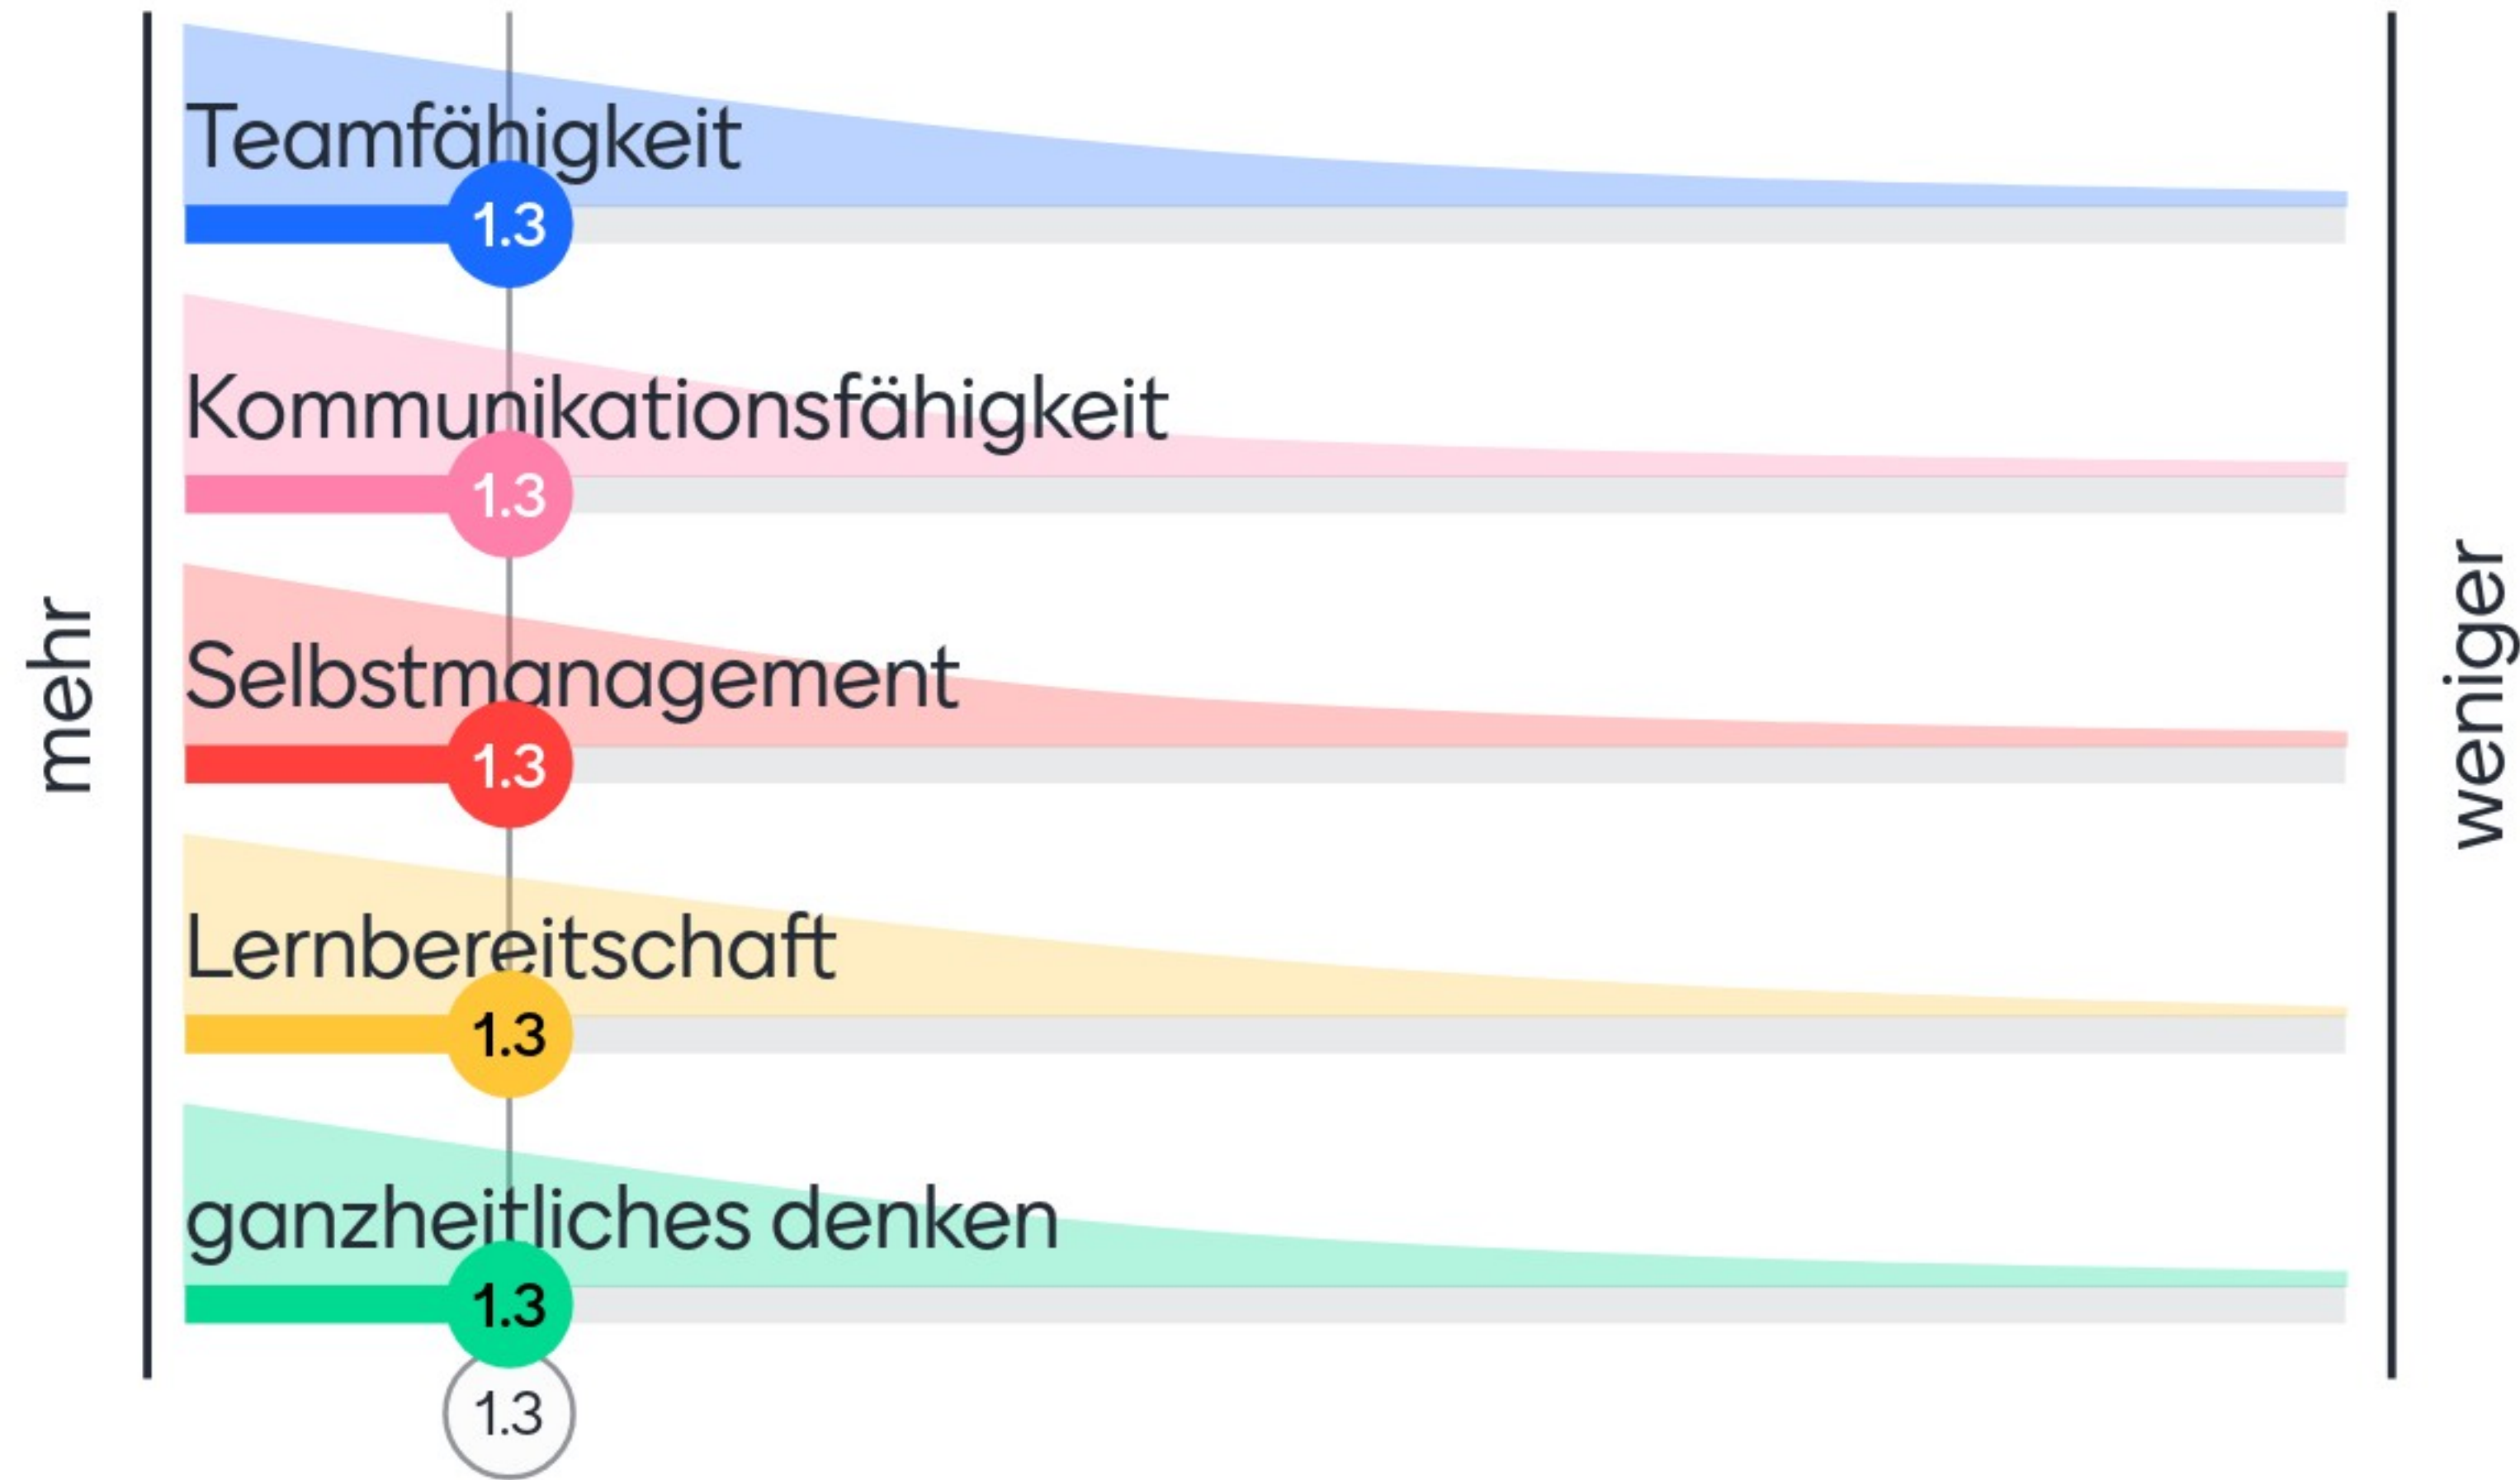 mehr
Teamfähigkeit
1.3
Kommunikationsfähigkeit
1.3
Selbstmanagement
1.3
Lernbereitschaft
1.3
ganzheitliches denken
1.3
1.3
weniger